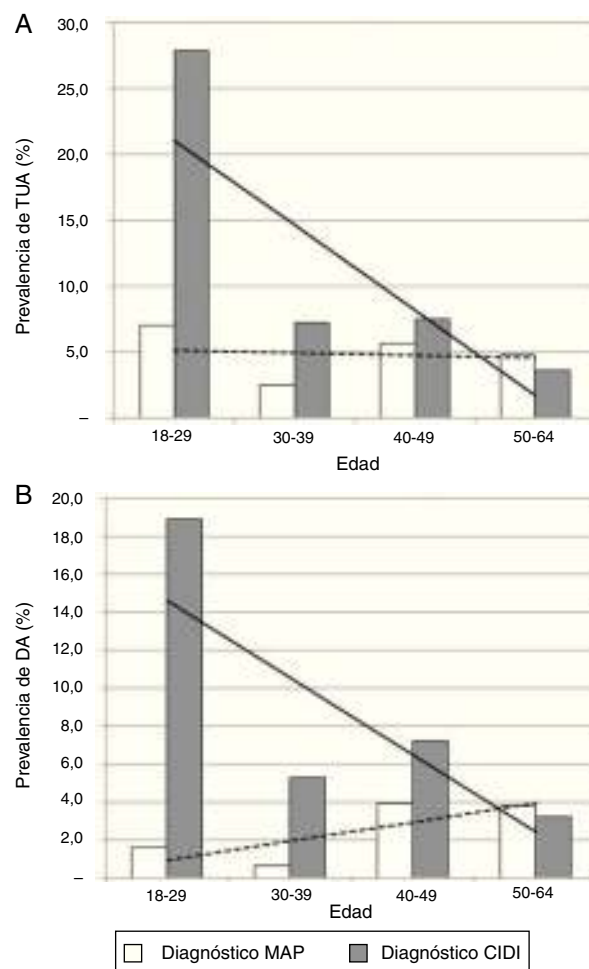 A
Prevalencia de TUA (%)
30,0
25,0
20,0
15,0
10,0
5,0
–
18-29 30-39 40-49 50-64
Edad
B
Prevalencia de DA (%)
20,0
18,0
16,0
14,0
12,0
10,0
8,0
6,0
4,0
2,0
–
18-29 30-39 40-49 50-64
Edad
Diagnóstico MAP Diagnóstico CIDI